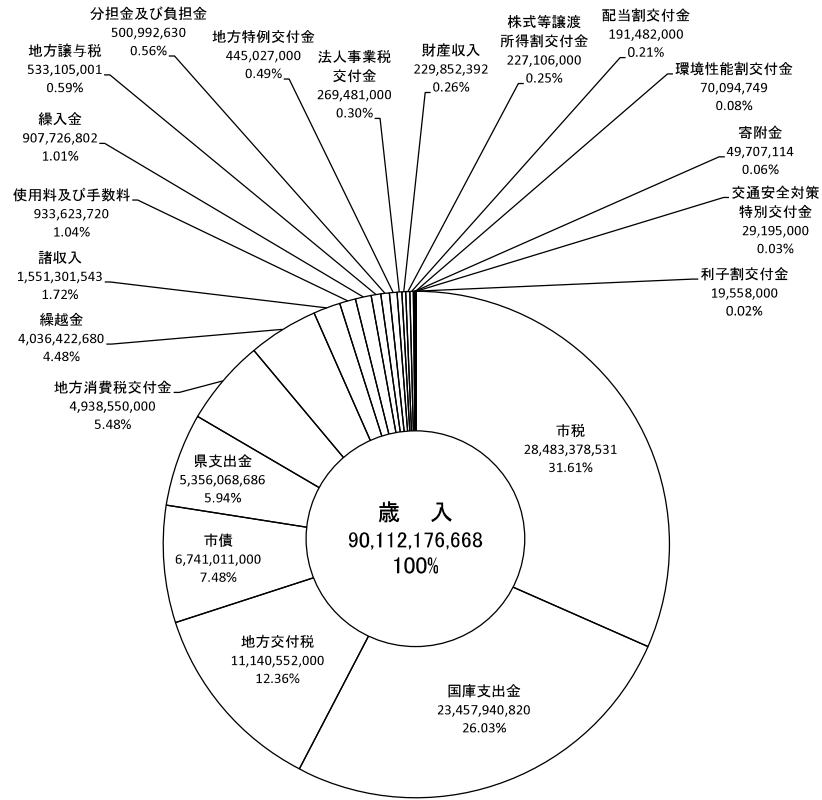 分担金及び負担金
500,992,630
0.56%
地方譲与税
533,105,001
0.59%
繰入金
907,726,802
1.01%
使用料及び手数料
933,623,720
1.04%
諸収入
1,551,301,543
1.72%
繰越金
4,036,422,680
4.48%
地方消費税交付金
4,938,550,000
5.48%
地方特例交付金
445,027,000
0.49%
法人事業税
交付金
269,481,000
0.30%
財産収入
229,852,392
0.26%
株式等譲渡
所得割交付金
227,106,000
0.25%
配当割交付金
191,482,000
0.21%
環境性能割交付金
70,094,749
0.08%
寄附金
49,707,114
0.06%
交通安全対策
特別交付金
29,195,000
0.03%
利子割交付金
19,558,000
0.02%
市税
28,483,378,531
31.61%
県支出金
5,356,068,686
5.94%
市債
6,741,011,000
7.48%
地方交付税
11,140,552,000
12.36%
国庫支出金
23,457,940,820
26.03%
歳 入
90,112,176,668
100%